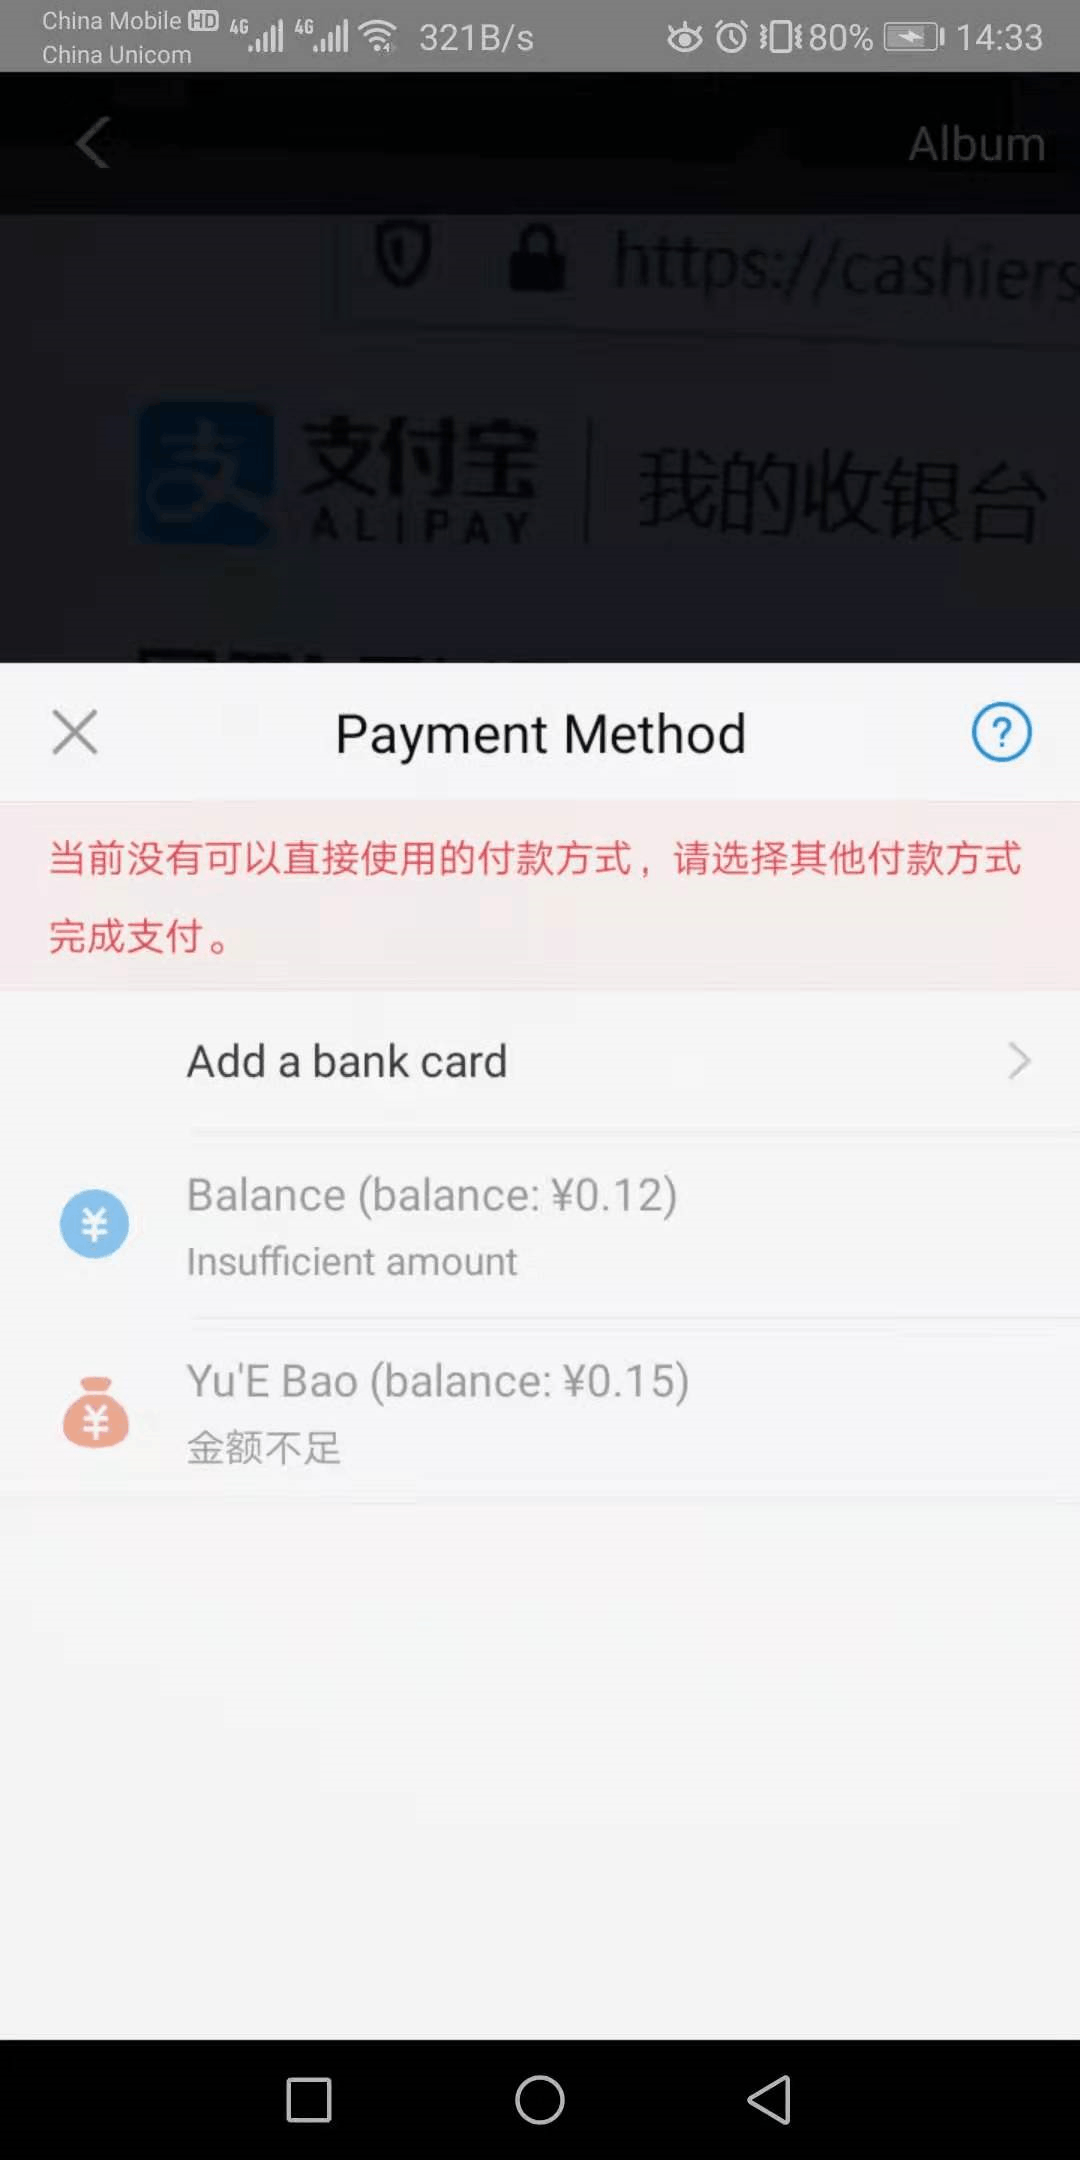 China Mobile HD 4G 4G 321B/s 80% 14:33
China Unicom
Album
https://cashiers
支付宝 我的收银台
ALIPAY
Payment Method
当前没有可以直接使用的付款方式，请选择其他付款方式
完成支付。
Add a bank card
Balance (balance: ¥0.12)
Insufficient amount
Yu'E Bao (balance: ¥0.15)
金额不足